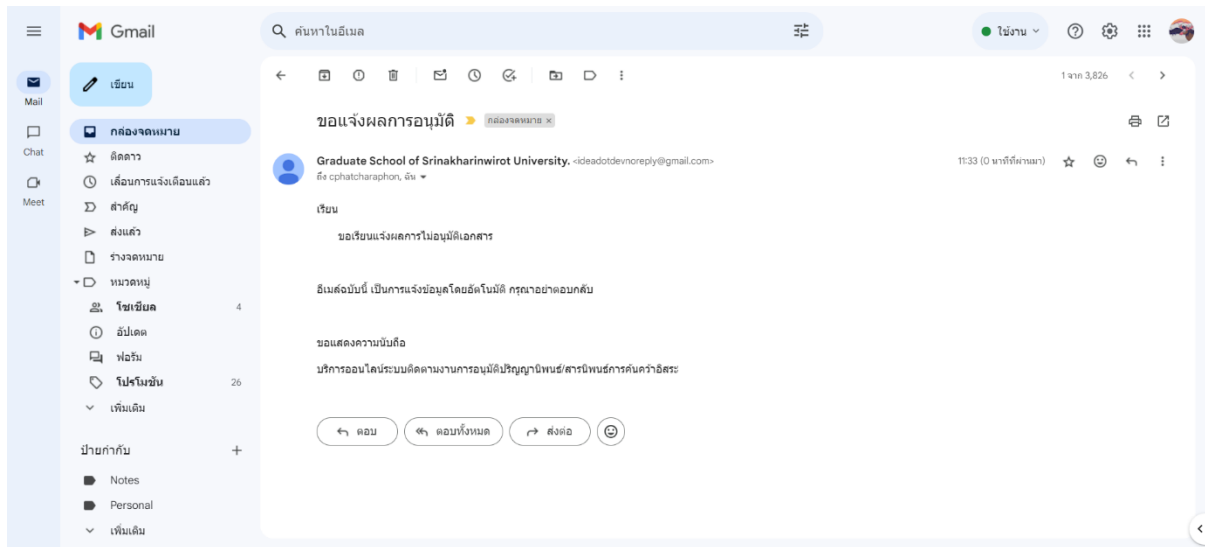 Gmail
ค้นหาในอีเมล
ใช้งาน
Mail
Chat
Meet
เขียน
กล่องจดหมาย
ติดดาว
เลื่อนการแจ้งเตือนแล้ว
สำคัญ
ส่งแล้ว
ร่างจดหมาย
หมวดหมู่
โซเชียล 4
อัปเดต
ฟอรัม
โปรโมชัน 26
เพิ่มเติม
ป้ายกำกับ +
Notes
Personal
เพิ่มเติม
1 จาก 3,826
ขอแจ้งผลการอนุมัติ กล่องจดหมาย ×
Graduate School of Srinakharinwirot University. <ideadotdevnoreply@gmail.com> 11:33 (0 นาทีที่ผ่านมา)
ถึง cphatcharaphon, ฉัน
เรียน
ขอเรียนแจ้งผลการไม่อนุมัติเอกสาร
อีเมล์ฉบับนี้ เป็นการแจ้งข้อมูลโดยอัตโนมัติ กรุณาอย่าตอบกลับ
ขอแสดงความนับถือ
บริการออนไลน์ระบบติดตามงานการอนุมัติปริญญานิพนธ์/สารนิพนธ์การค้นคว้าอิสระ
ตอบ ตอบทั้งหมด ส่งต่อ